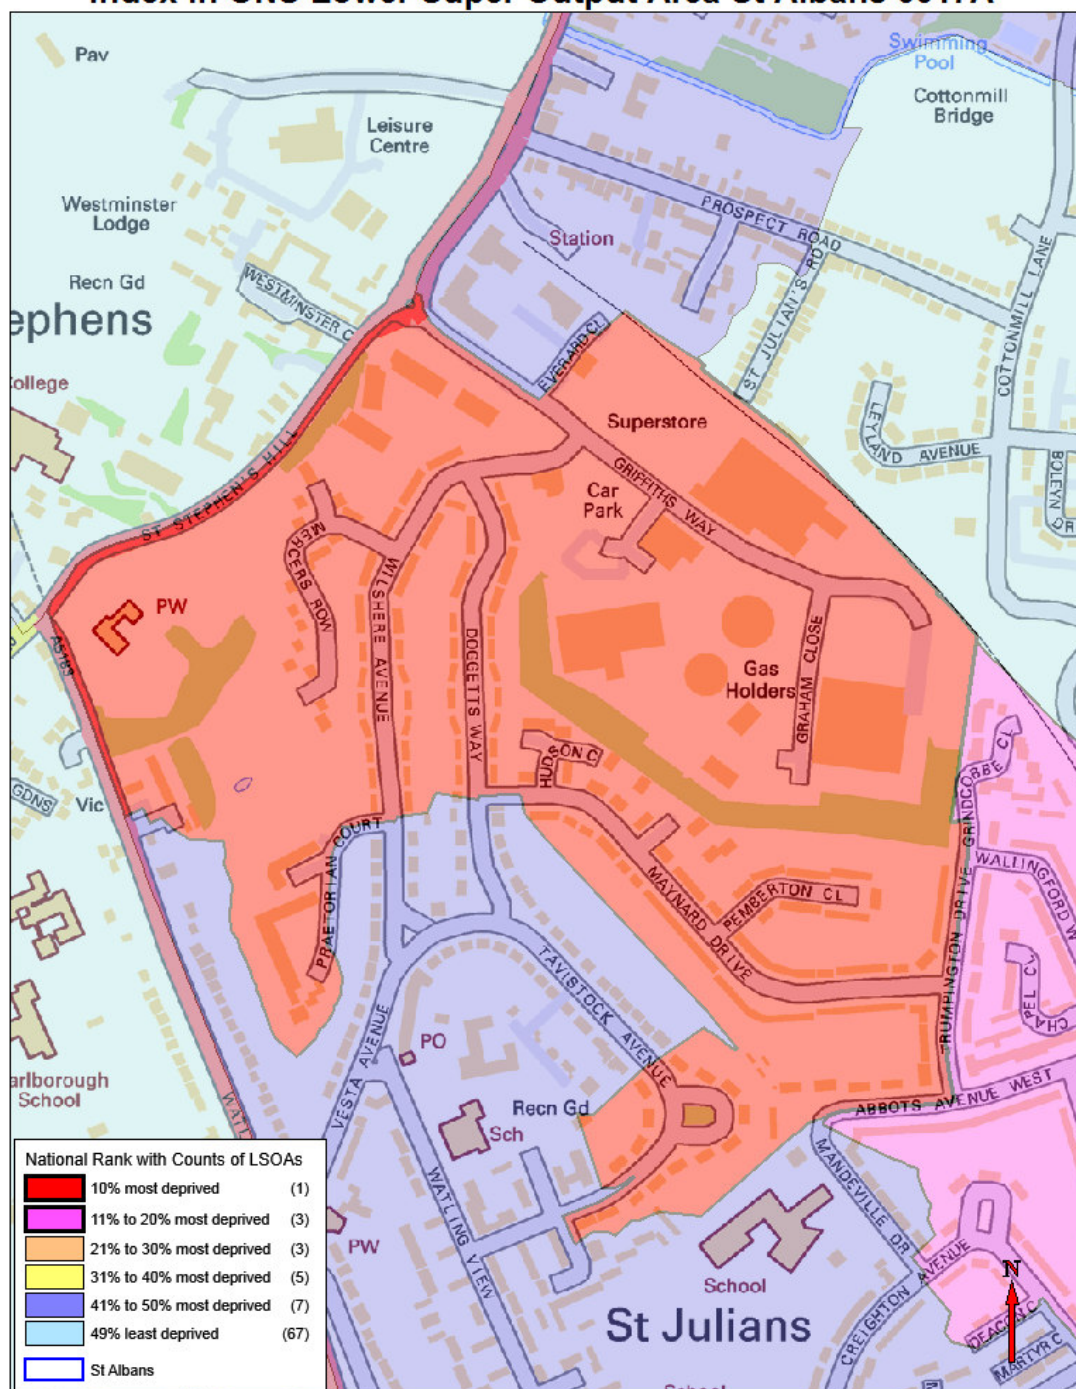 Pav
Swimming
Pool
Cottonmill
Bridge
Leisure
Centre
Westminster
Lodge
PROSPECT ROAD
Station
Recn Gd
WESTMINSTER C
ephens
ST JULIAN'S RD
COTTONMILL LANE
EVERARD CL
ollege
Superstore
LEYLAND AVENUE
BOLEYN DR
ST STEPHEN'S HILL
GRIFFITHS WAY
Car
Park
MERCERS ROW
WILSHERE AVENUE
DOGGETTS WAY
PW
A5183
GRAHAM CLOSE
Gas
Holders
HUDSON C
GDNS
Vic
PRAETORIAN COURT
GRINDCOBBE CL
WALLINGFORD W
MAYNARD DRIVE
PEMBERTON CL
TRUMPINGTON DRIVE
CHAPEL CL
TAVISTOCK AVENUE
VESTA AVENUE
PO
arlborough
School
Recn Gd
Sch
ABBOTS AVENUE WEST
MANDEVILLE DR
WATLING VIEW
PW
School
CREIGHTON AVENUE
N
St Julians
DEACON C
MARTYR C
National Rank with Counts of LSOAs
10% most deprived (1)
11% to 20% most deprived (3)
21% to 30% most deprived (3)
31% to 40% most deprived (5)
41% to 50% most deprived (7)
49% least deprived (67)
St Albans